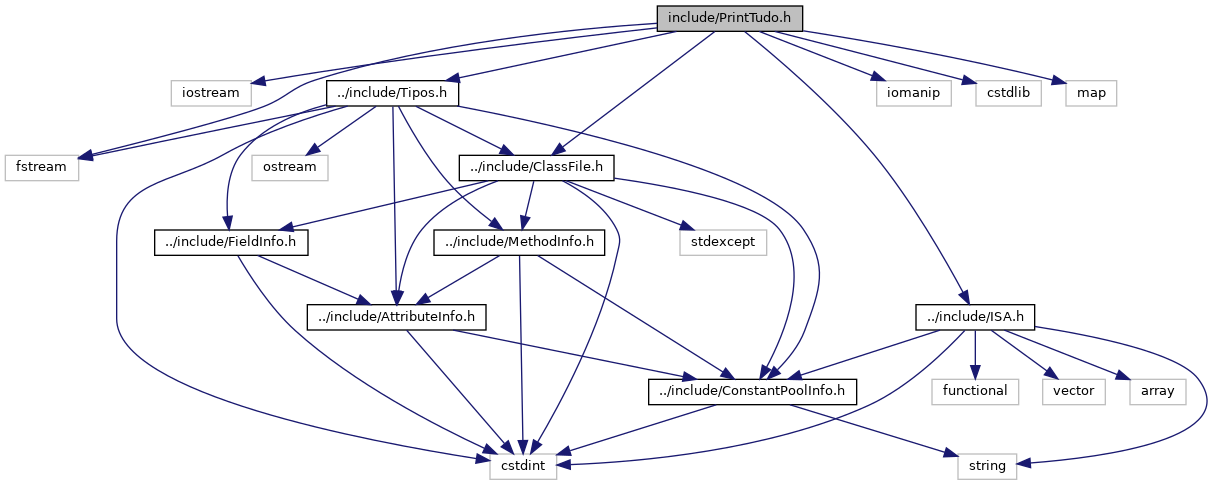 include/PrintTudo.h
iostream
../include/Tipos.h
iomanip
cstdlib
map
fstream
ostream
../include/ClassFile.h
../include/FieldInfo.h
../include/MethodInfo.h
stdexcept
../include/AttributeInfo.h
../include/ISA.h
../include/ConstantPoolInfo.h
functional
vector
array
cstdint
string